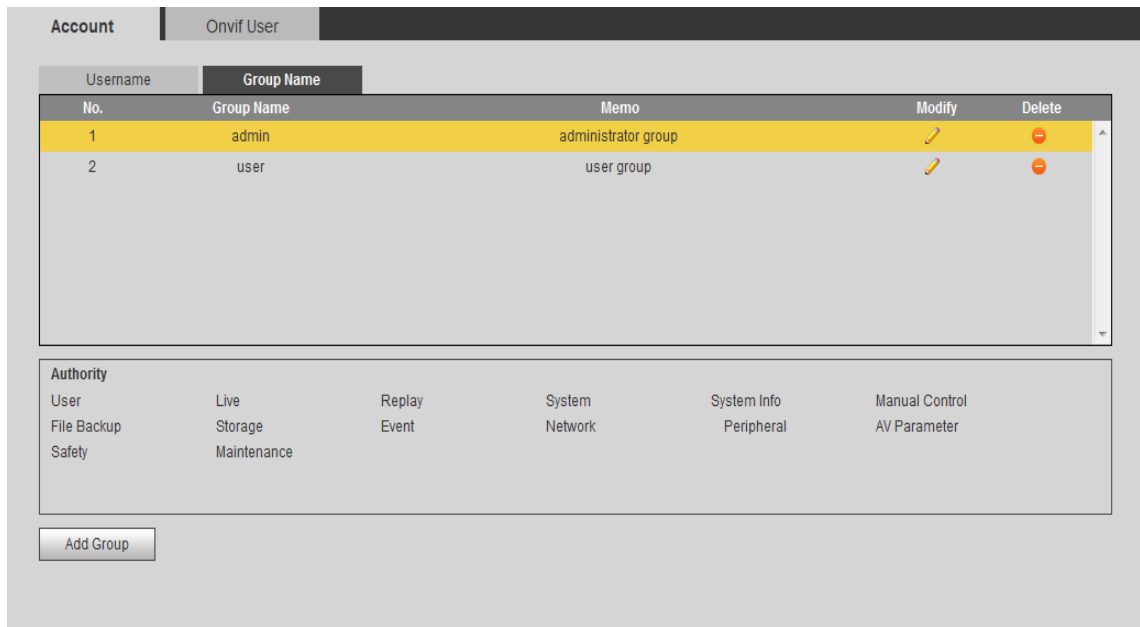 Account Onvif User
Username Group Name
No. Group Name Memo Modify Delete
1 admin administrator group
2 user user group
Authority
User Live Replay System System Info Manual Control
File Backup Storage Event Network Peripheral AV Parameter
Safety Maintenance
Add Group